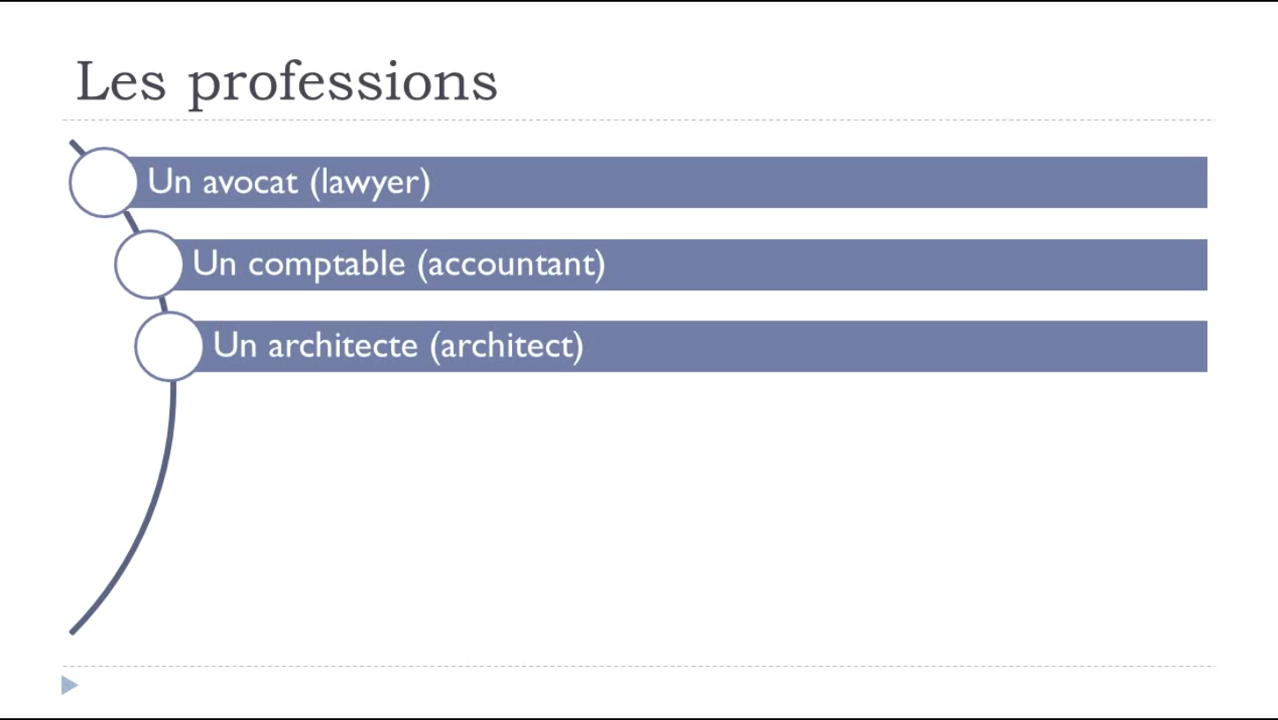 Les professions
Un avocat (lawyer)
Un comptable (accountant)
Un architecte (architect)